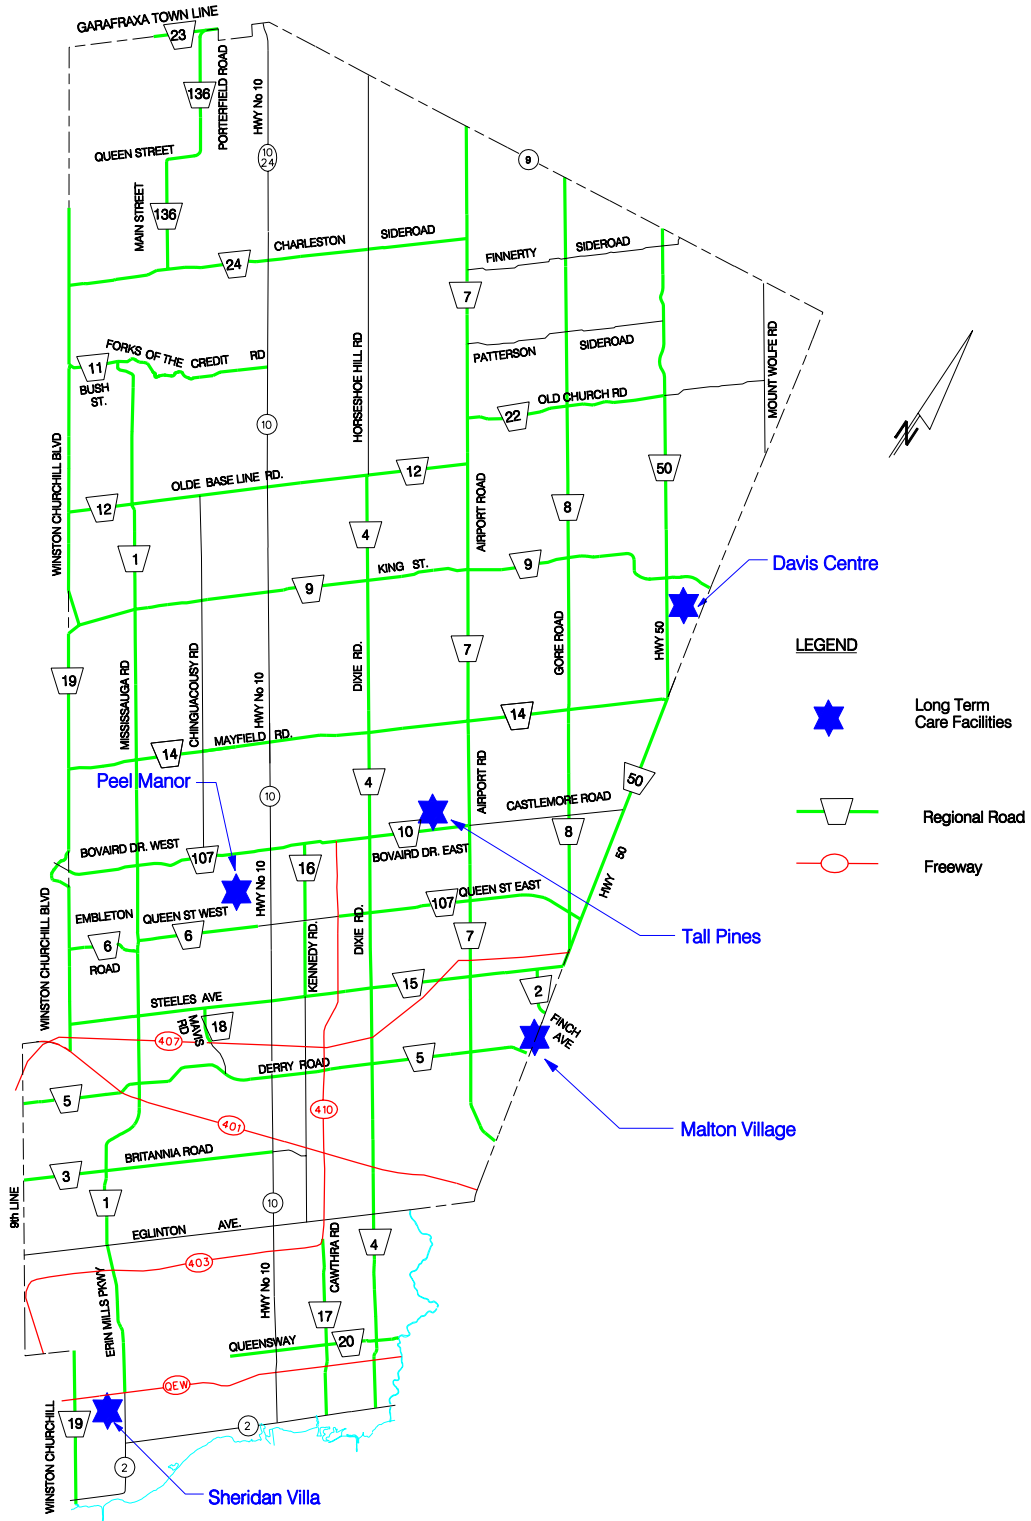 GARAFRAXA TOWN LINE
23
136
PORTERFIELD ROAD
HWY No 10
QUEEN STREET
10
24
9
MAIN STREET
136
CHARLESTON SIDEROAD
24
FINNERTY SIDEROAD
7
PATTERSON SIDEROAD
MOUNT WOLFE RD
HORSESHOE HILL RD
FORKS OF THE CREDIT RD
11
BUSH
ST.
OLD CHURCH RD
22
10
N
WINSTON CHURCHILL BLVD
OLDE BASE LINE RD.
12
12
50
AIRPORT ROAD
8
4
1
KING ST.
9
9
Davis Centre
GORE ROAD
HWY 50
LEGEND
7
DIXIE RD.
19
MISSISSAUGA RD
CHINGUACOUSY RD
HWY No 10
Long Term
Care Facilities
14
MAYFIELD RD.
14
Peel Manor
4
AIRPORT RD
50
10
CASTLEMORE ROAD
Regional Road
10
8
BOVAIRD DR. WEST
107
BOVAIRD DR. EAST
16
HWY No 10
HWY 50
Freeway
WINSTON CHURCHILL BLVD
EMBLETON
ROAD
6
QUEEN ST WEST
6
107
QUEEN ST EAST
DIXIE RD.
KENNEDY RD.
7
Tall Pines
STEELES AVE
15
2
MAVIS
RD
18
FINCH
AVE
407
DERRY ROAD
5
5
410
401
Malton Village
BRITANNIA ROAD
3
1
10
9th LINE
EGLINTON AVE.
CAWTHRA RD
4
403
HWY No 10
ERIN MILLS PKWY
17
20
QUEENSWAY
QEW
WINSTON CHURCHILL
19
2
2
Sheridan Villa